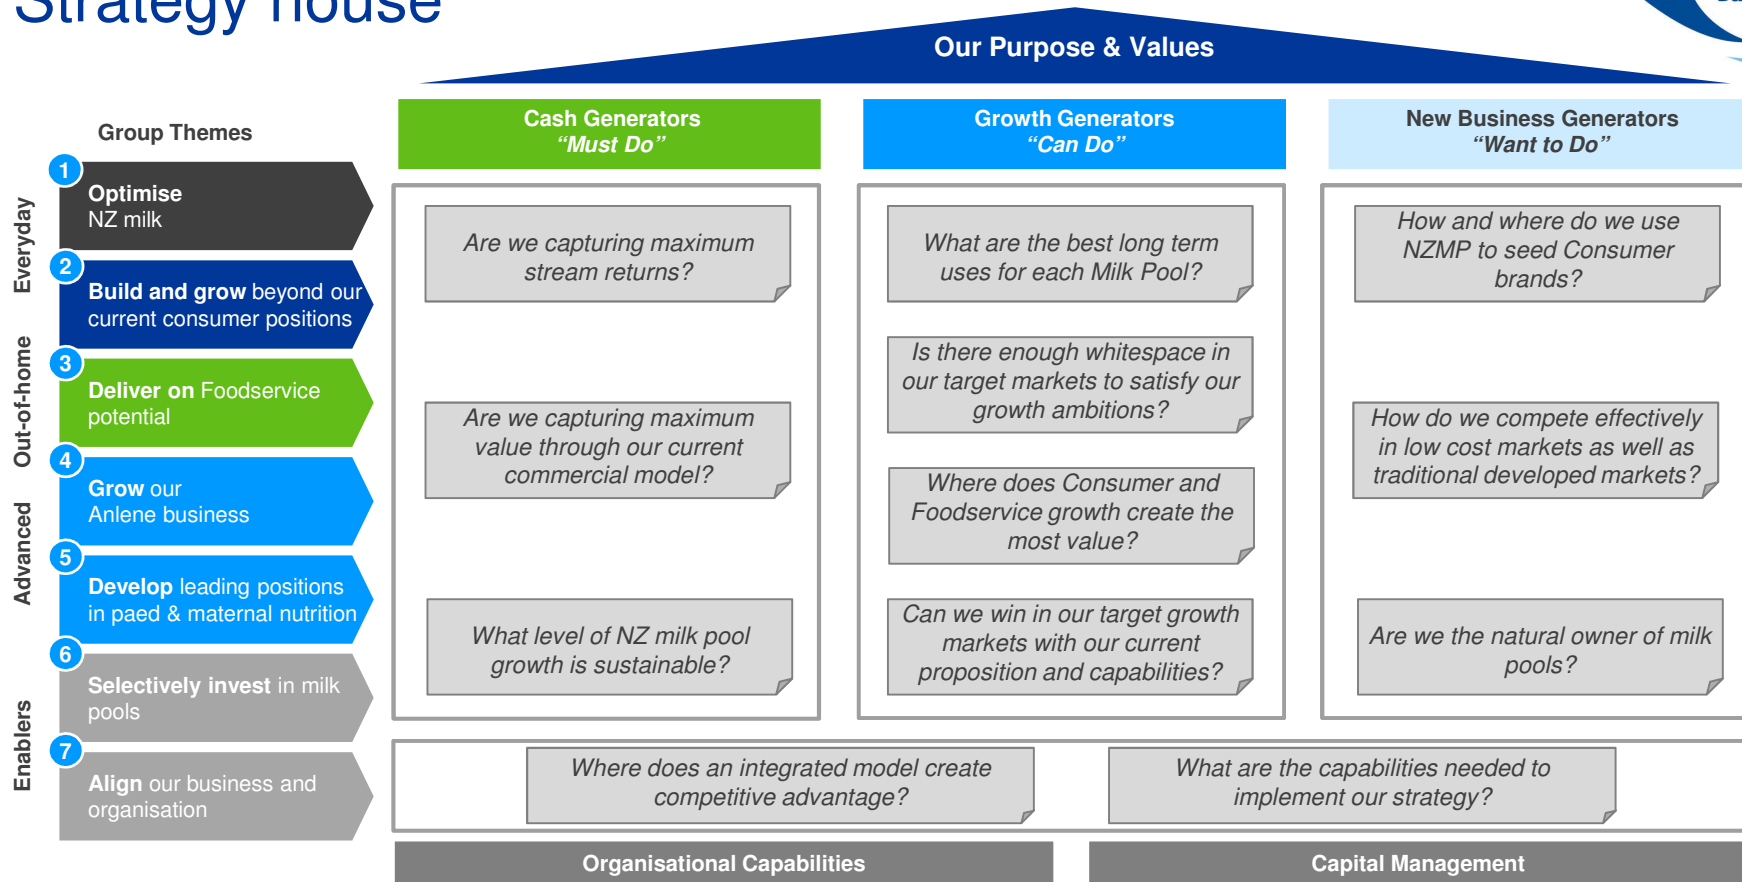 Strategy house
Our Purpose & Values
Group Themes
Cash Generators
“Must Do”
Growth Generators
“Can Do”
New Business Generators
“Want to Do”
Everyday
Out-of-home
Advanced
Enablers
1
Optimise
NZ milk
2
Build and grow beyond our
current consumer positions
3
Deliver on Foodservice
potential
4
Grow our
Anlene business
5
Develop leading positions
in paed & maternal nutrition
6
Selectively invest in milk
pools
7
Align our business and
organisation
Are we capturing maximum
stream returns?
Are we capturing maximum
value through our current
commercial model?
What level of NZ milk pool
growth is sustainable?
What are the best long term
uses for each Milk Pool?
Is there enough whitespace in
our target markets to satisfy our
growth ambitions?
Where does Consumer and
Foodservice growth create the
most value?
Can we win in our target growth
markets with our current
proposition and capabilities?
How and where do we use
NZMP to seed Consumer
brands?
How do we compete effectively
in low cost markets as well as
traditional developed markets?
Are we the natural owner of milk
pools?
Where does an integrated model create
competitive advantage?
What are the capabilities needed to
implement our strategy?
Organisational Capabilities
Capital Management